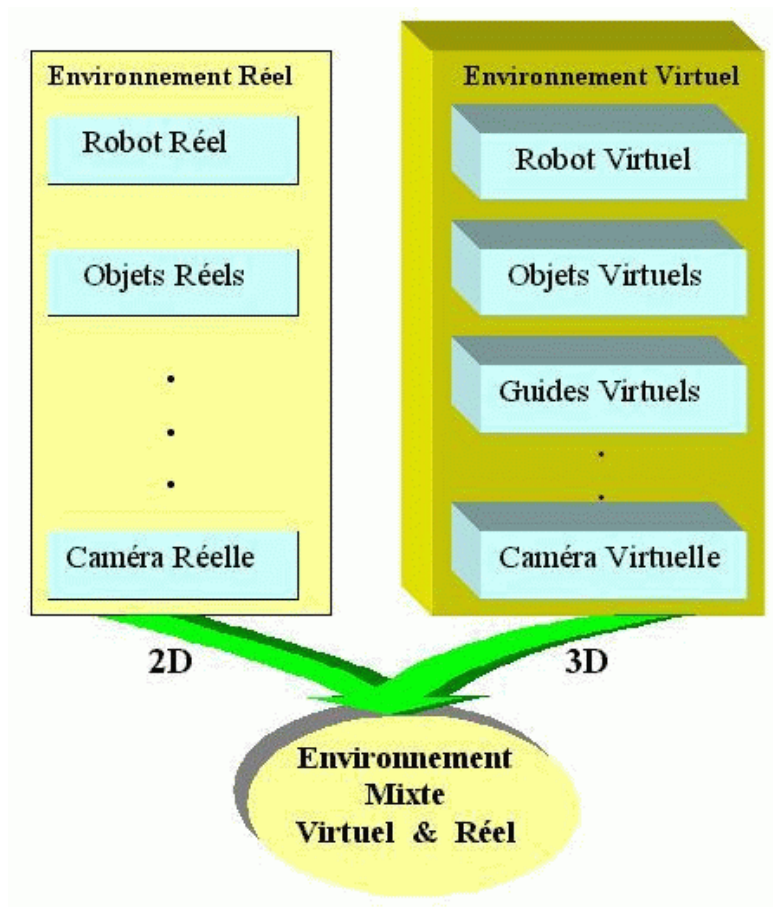 Environnement Réel
Robot Réel
Objets Réels
Caméra Réelle
Environnement Virtuel
Robot Virtuel
Objets Virtuels
Guides Virtuels
Caméra Virtuelle
2D
3D
Environnement
Mixte
Virtuel & Réel